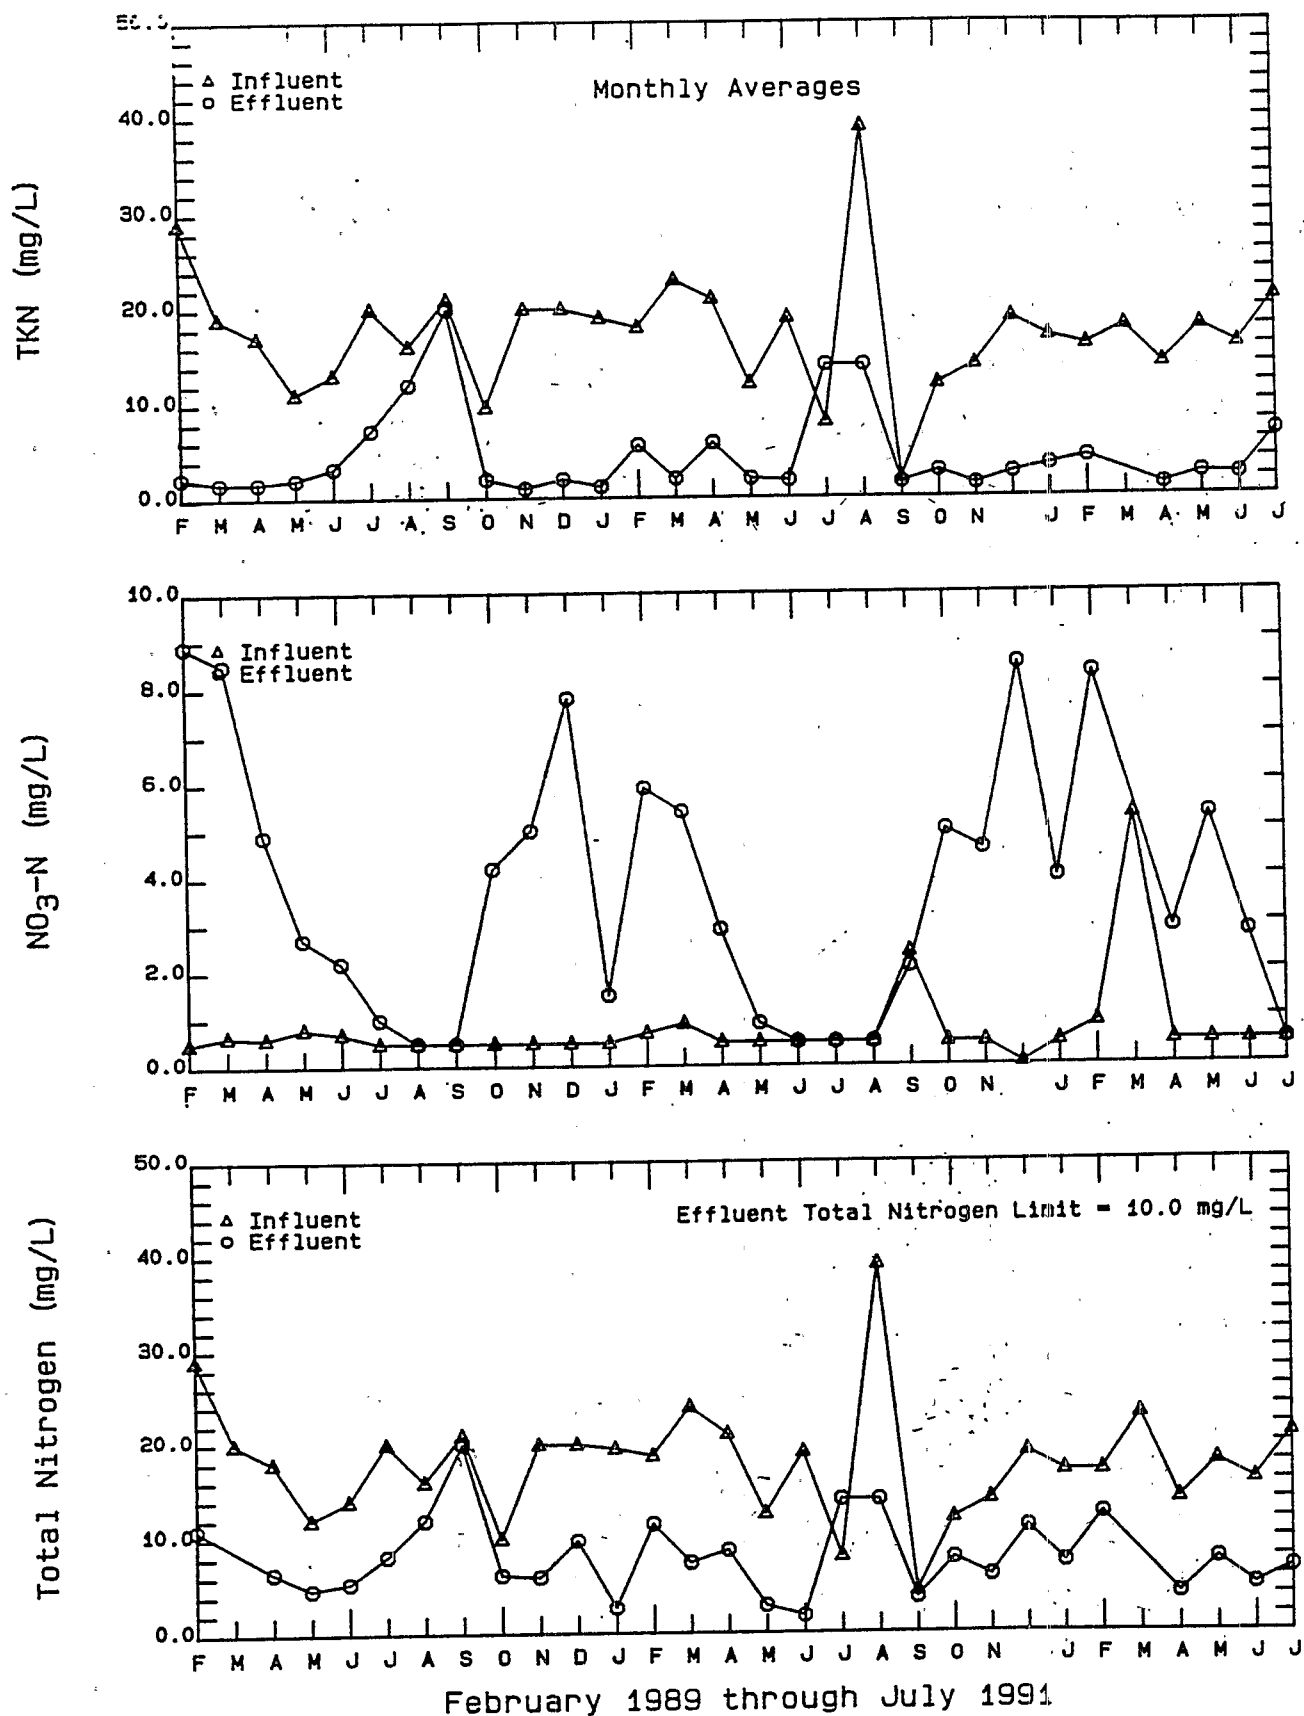 50.0
△ Influent
○ Effluent
Monthly Averages
40.0
30.0
20.0
10.0
0.0
TKN (mg/L)
F M A M J J A S O N D J F M A M J J A S O N J F M A M J J
10.0
△ Influent
Effluent
8.0
6.0
4.0
2.0
0.0
NO3-N (mg/L)
F M A M J J A S O N D J F M A M J J A S O N J F M A M J J
50.0
△ Influent
○ Effluent
Effluent Total Nitrogen Limit = 10.0 mg/L
40.0
30.0
20.0
10.0
0.0
Total Nitrogen (mg/L)
F M A M J J A S O N D J F M A M J J A S O N J F M A M J J
February 1989 through July 1991